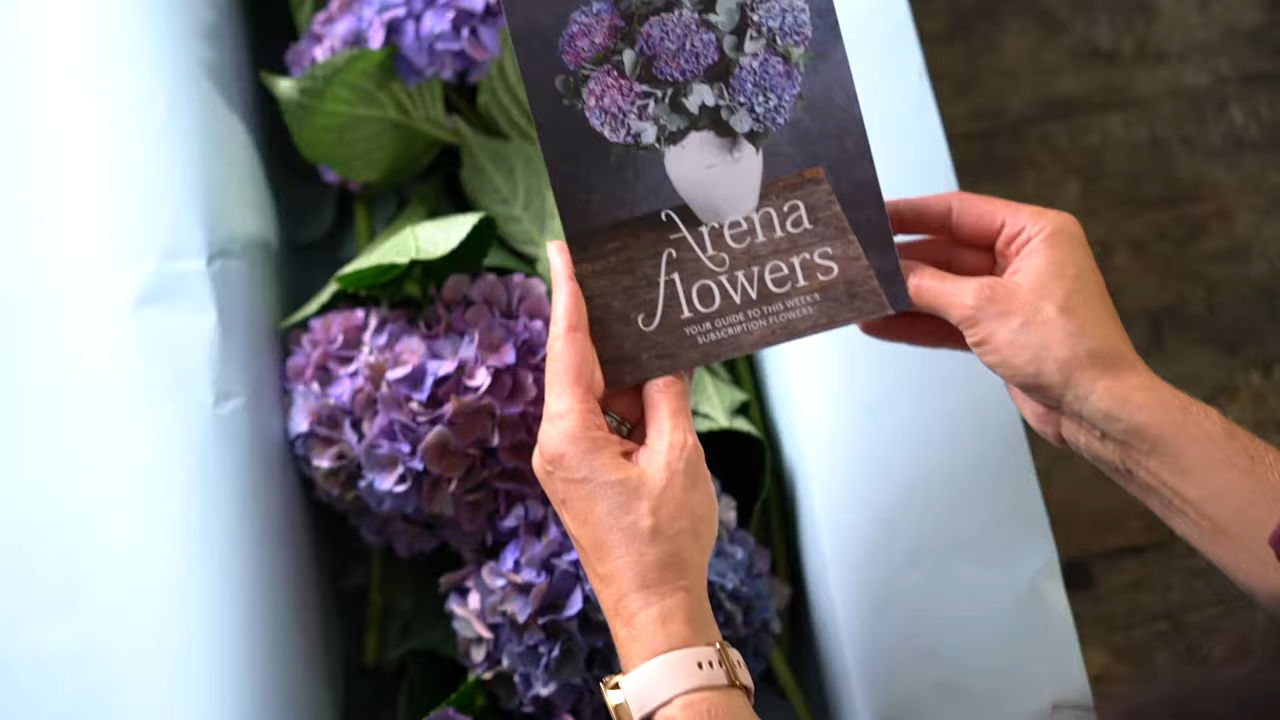 Arena
flowers
YOUR GUIDE TO THIS WEEK'S
SUBSCRIPTION FLOWERS